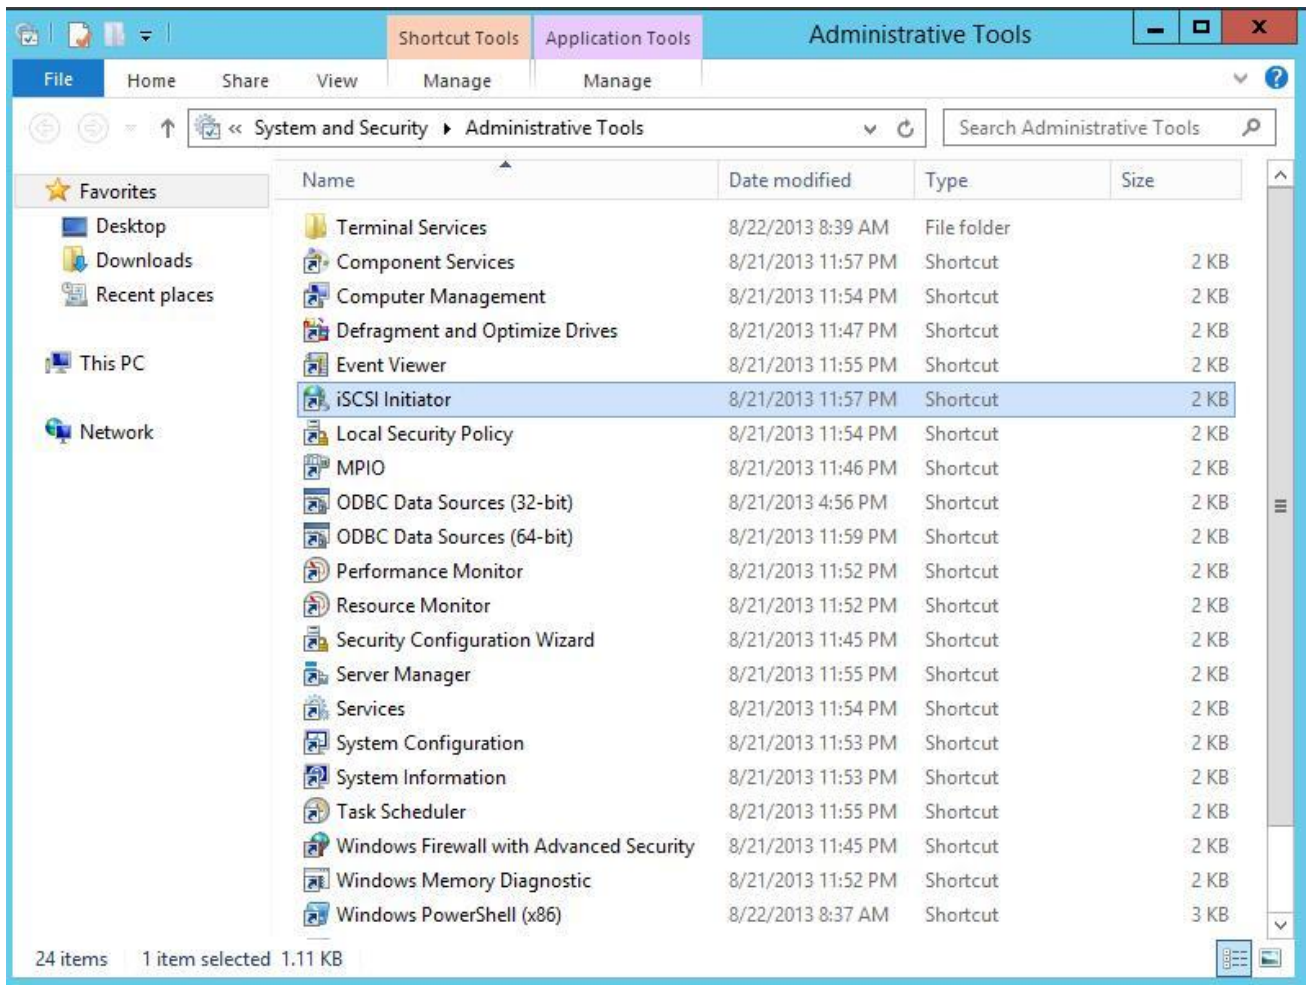 Shortcut Tools Application Tools Administrative Tools
File Home Share View Manage Manage
« System and Security Administrative Tools Search Administrative Tools
Name Date modified Type Size
Favorites
Desktop
Downloads
Recent places
This PC
Network
Terminal Services 8/22/2013 8:39 AM File folder
Component Services 8/21/2013 11:57 PM Shortcut 2 KB
Computer Management 8/21/2013 11:54 PM Shortcut 2 KB
Defragment and Optimize Drives 8/21/2013 11:47 PM Shortcut 2 KB
Event Viewer 8/21/2013 11:55 PM Shortcut 2 KB
iSCSI Initiator 8/21/2013 11:57 PM Shortcut 2 KB
Local Security Policy 8/21/2013 11:54 PM Shortcut 2 KB
MPIO 8/21/2013 11:46 PM Shortcut 2 KB
ODBC Data Sources (32-bit) 8/21/2013 4:56 PM Shortcut 2 KB
ODBC Data Sources (64-bit) 8/21/2013 11:59 PM Shortcut 2 KB
Performance Monitor 8/21/2013 11:52 PM Shortcut 2 KB
Resource Monitor 8/21/2013 11:52 PM Shortcut 2 KB
Security Configuration Wizard 8/21/2013 11:45 PM Shortcut 2 KB
Server Manager 8/21/2013 11:55 PM Shortcut 2 KB
Services 8/21/2013 11:54 PM Shortcut 2 KB
System Configuration 8/21/2013 11:53 PM Shortcut 2 KB
System Information 8/21/2013 11:53 PM Shortcut 2 KB
Task Scheduler 8/21/2013 11:55 PM Shortcut 2 KB
Windows Firewall with Advanced Security 8/21/2013 11:45 PM Shortcut 2 KB
Windows Memory Diagnostic 8/21/2013 11:52 PM Shortcut 2 KB
Windows PowerShell (x86) 8/22/2013 8:37 AM Shortcut 3 KB
24 items 1 item selected 1.11 KB